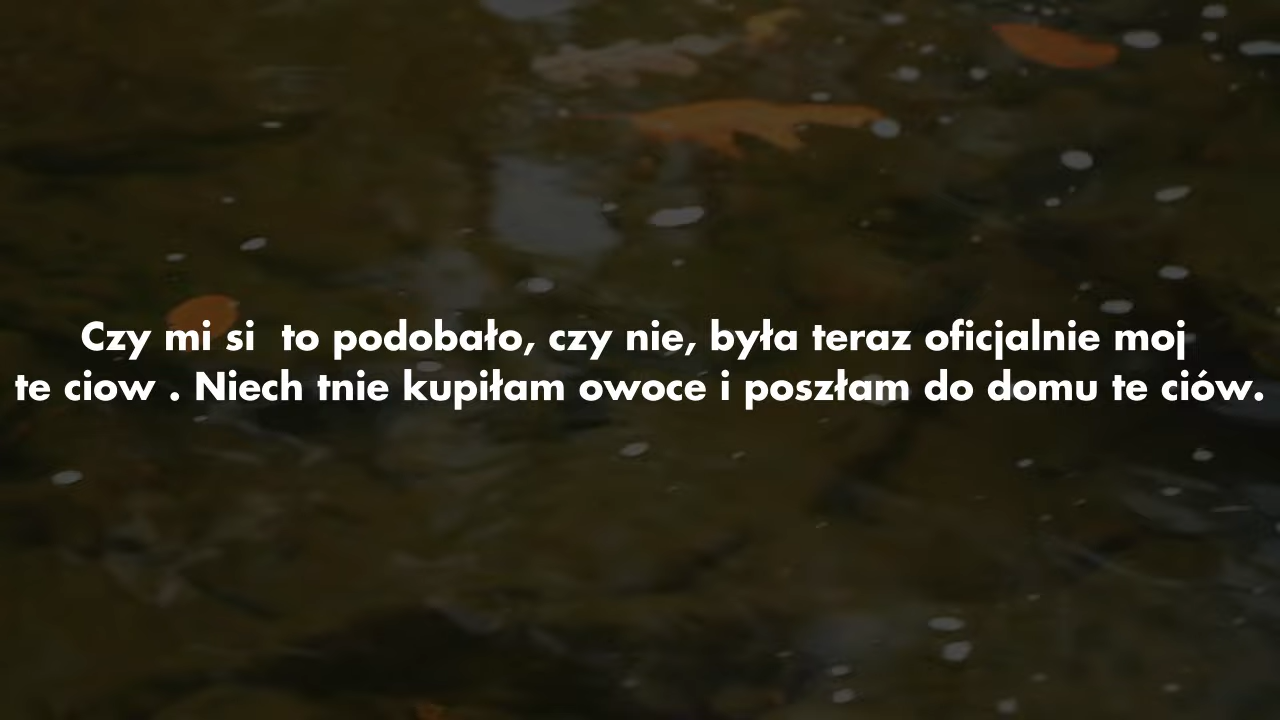 Czy mi si  to podobało, czy nie, była teraz oficjalnie moj
te ciow . Niech tnie kupiłam owoce i poszłam do domu te ciów.